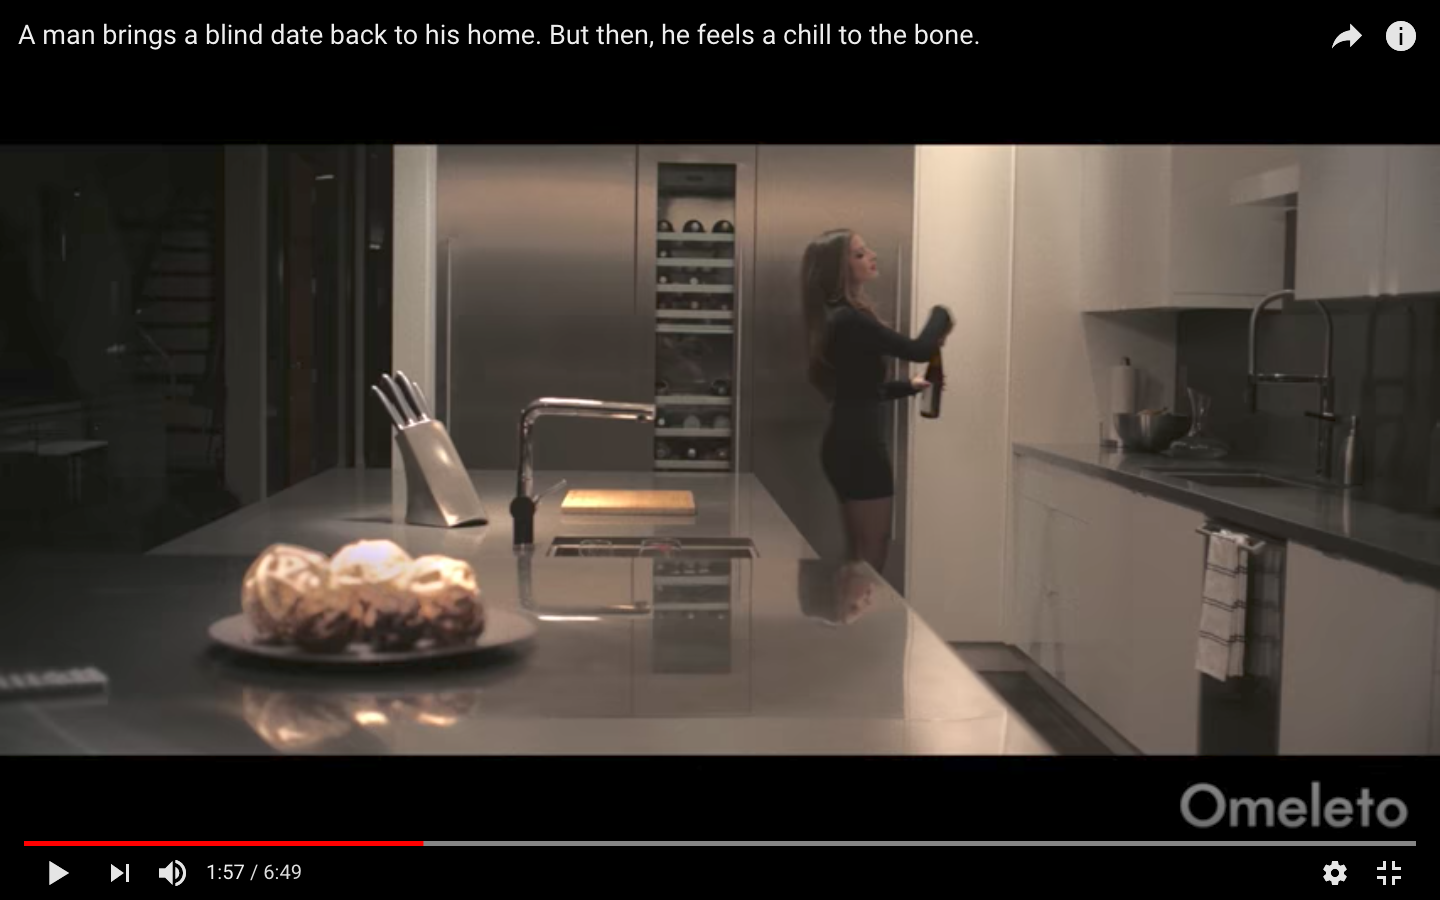 A man brings a blind date back to his home. But then, he feels a chill to the bone.
Omeleto
1:57 / 6:49